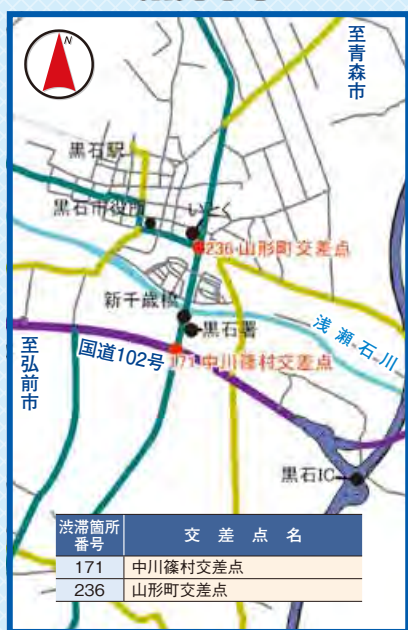 N
至青森市
黒石駅
黒石市役所
いとく
236 山形町交差点
新千歳橋
黒石署
浅瀬石川
至弘前市
国道102号
171 中川篠村交差点
黒石IC
渋滞箇所番号 交差点名
171 中川篠村交差点
236 山形町交差点